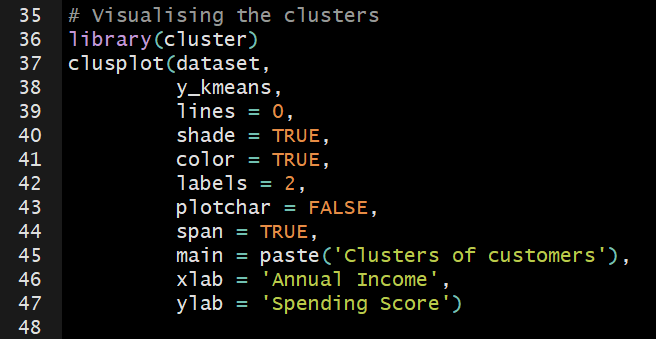 35 # Visualising the clusters
36 library(cluster)
37 clusplot(dataset,
38          y_kmeans,
39          lines = 0,
40          shade = TRUE,
41          color = TRUE,
42          labels = 2,
43          plotchar = FALSE,
44          span = TRUE,
45          main = paste('Clusters of customers'),
46          xlab = 'Annual Income',
47          ylab = 'Spending Score')
48